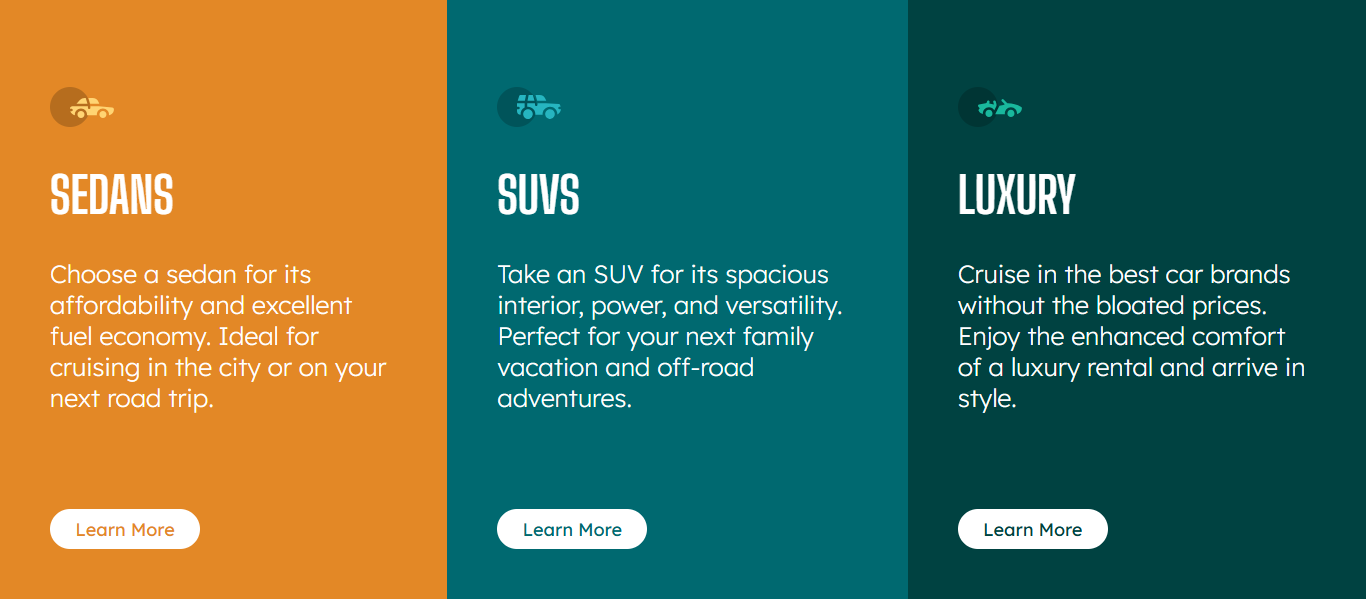 SEDANS
Choose a sedan for its
affordability and excellent
fuel economy. Ideal for
cruising in the city or on your
next road trip.
Learn More
SUVS
Take an SUV for its spacious
interior, power, and versatility.
Perfect for your next family
vacation and off-road
adventures.
Learn More
LUXURY
Cruise in the best car brands
without the bloated prices.
Enjoy the enhanced comfort
of a luxury rental and arrive in
style.
Learn More